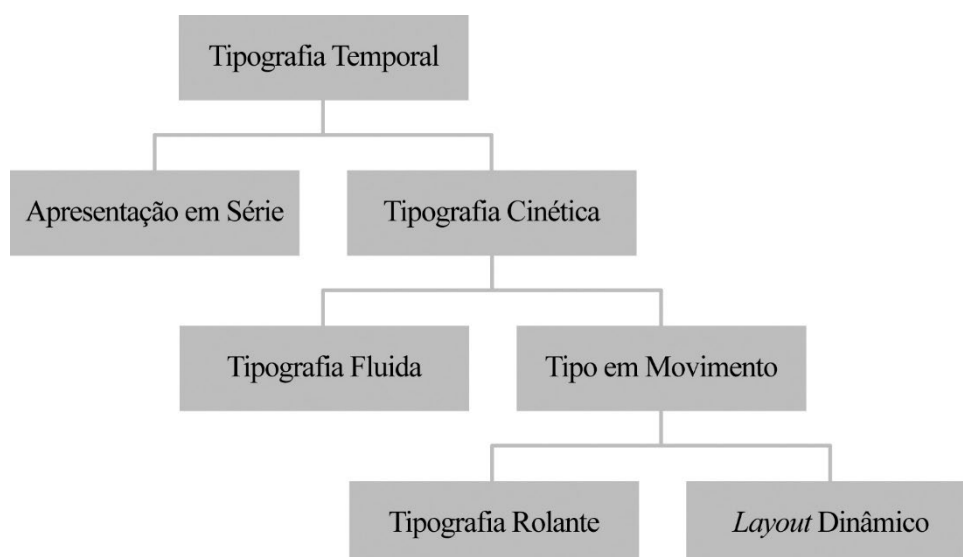 Tipografia Temporal
Apresentação em Série
Tipografia Cinética
Tipografia Fluida
Tipo em Movimento
Tipografia Rolante
Layout Dinâmico